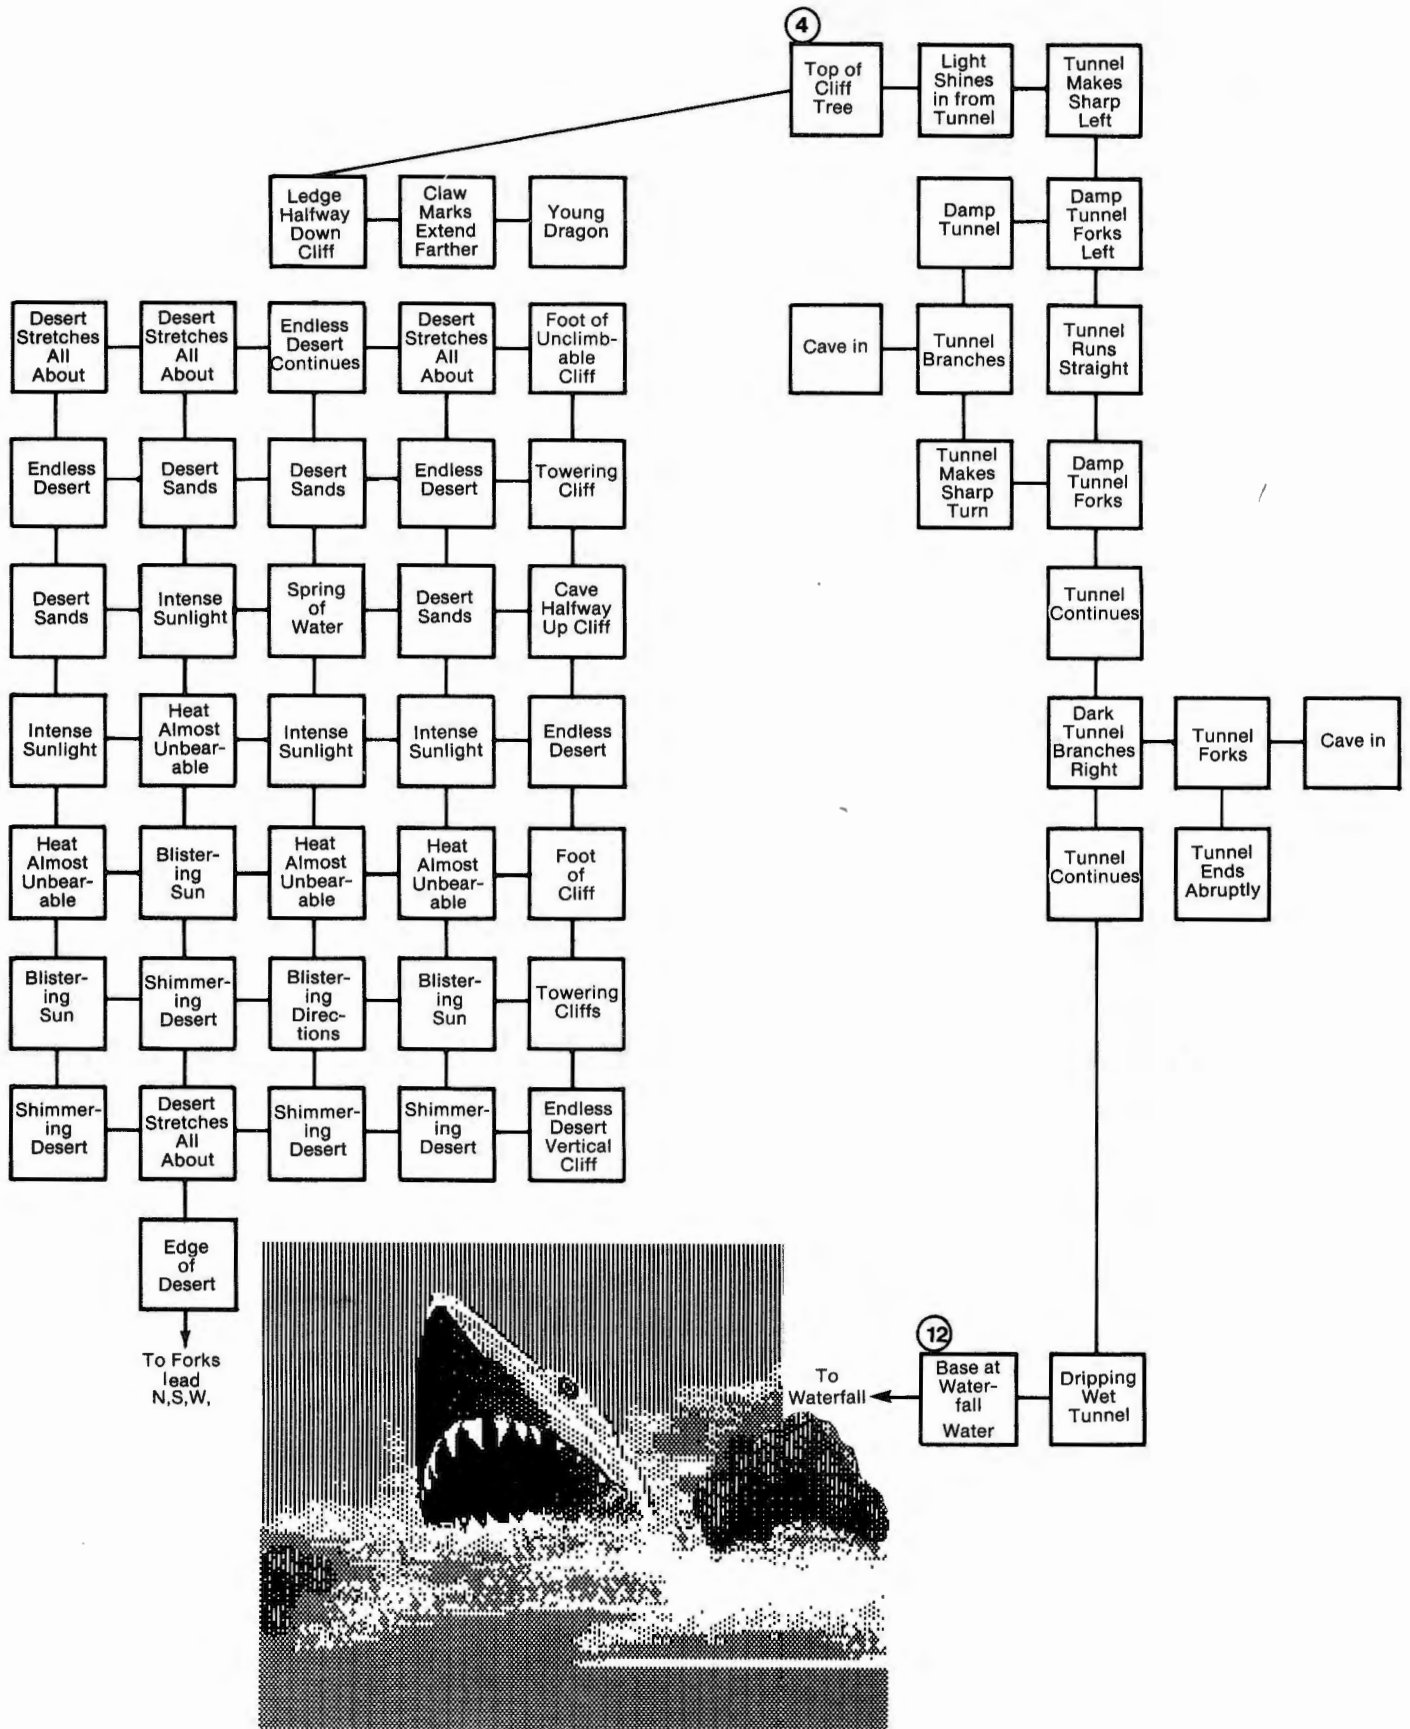 4
Top of
Cliff
Tree
Light
Shines
in from
Tunnel
Tunnel
Makes
Sharp
Left
Ledge
Halfway
Down
Cliff
Claw
Marks
Extend
Farther
Young
Dragon
Damp
Tunnel
Damp
Tunnel
Forks
Left
Desert
Stretches
All
About
Desert
Stretches
All
About
Endless
Desert
Continues
Desert
Stretches
All
About
Foot of
Unclimb-
able
Cliff
Cave in
Tunnel
Branches
Tunnel
Runs
Straight
Endless
Desert
Desert
Sands
Desert
Sands
Endless
Desert
Towering
Cliff
Tunnel
Makes
Sharp
Turn
Damp
Tunnel
Forks
Desert
Sands
Intense
Sunlight
Spring
of
Water
Desert
Sands
Cave
Halfway
Up Cliff
Tunnel
Continues
Intense
Sunlight
Heat
Almost
Unbear-
able
Intense
Sunlight
Intense
Sunlight
Endless
Desert
Dark
Tunnel
Branches
Right
Tunnel
Forks
Cave in
Heat
Almost
Unbear-
able
Blister-
ing
Sun
Heat
Almost
Unbear-
able
Heat
Almost
Unbear-
able
Foot
of
Cliff
Tunnel
Continues
Tunnel
Ends
Abruptly
Blister-
ing
Sun
Shimmer-
ing
Desert
Blister-
ing
Direc-
tions
Blister-
ing
Sun
Towering
Cliffs
Shimmer-
ing
Desert
Desert
Stretches
All
About
Shimmer-
ing
Desert
Shimmer-
ing
Desert
Endless
Desert
Vertical
Cliff
Edge
of
Desert
To Forks
lead
N,S,W,
12
To
Waterfall
Base at
Water-
fall
Water
Dripping
Wet
Tunnel